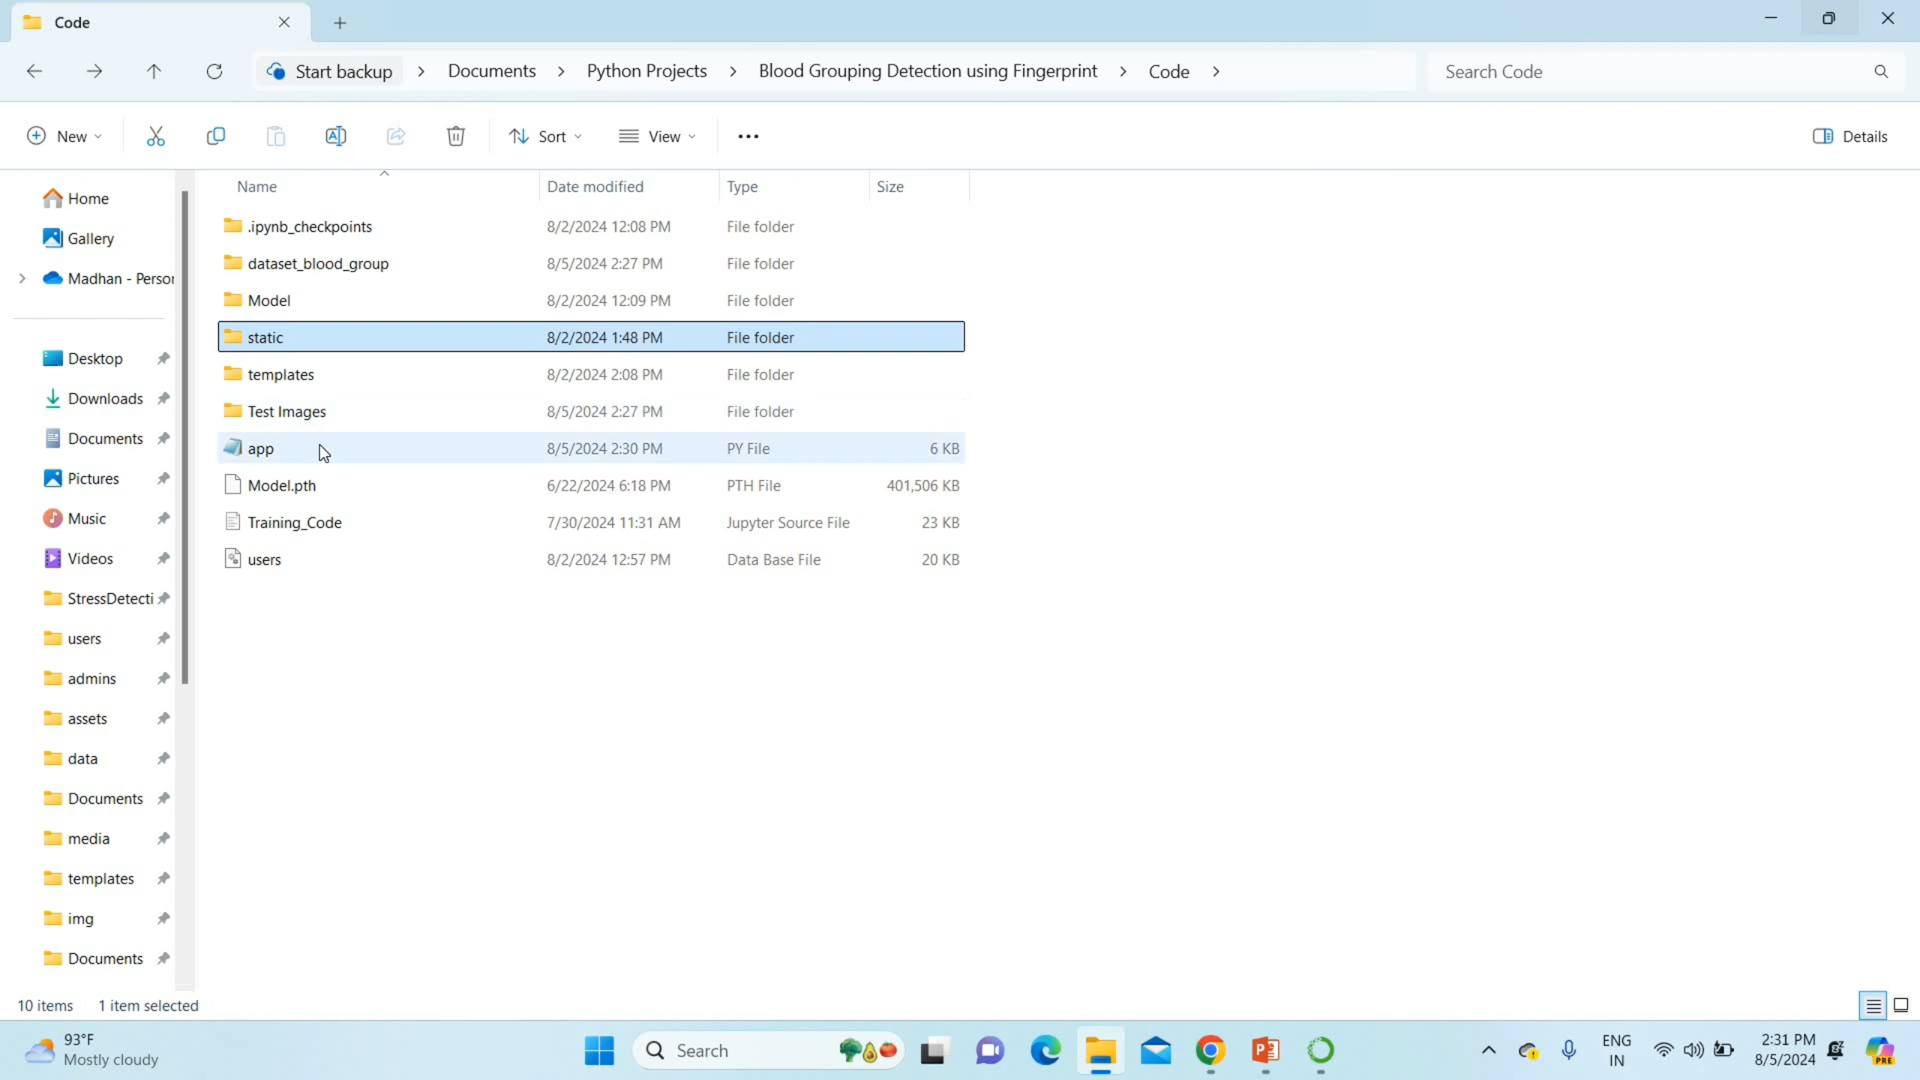 Code
Start backup > Documents > Python Projects > Blood Grouping Detection using Fingerprint > Code >
Search Code
New
Sort
View
Details
Name Date modified Type Size
.ipynb_checkpoints 8/2/2024 12:08 PM File folder
dataset_blood_group 8/5/2024 2:27 PM File folder
Model 8/2/2024 12:09 PM File folder
static 8/2/2024 1:48 PM File folder
templates 8/2/2024 2:08 PM File folder
Test Images 8/5/2024 2:27 PM File folder
app 8/5/2024 2:30 PM PY File 6 KB
Model.pth 6/22/2024 6:18 PM PTH File 401,506 KB
Training_Code 7/30/2024 11:31 AM Jupyter Source File 23 KB
users 8/2/2024 12:57 PM Data Base File 20 KB
Home
Gallery
Madhan - Person
Desktop
Downloads
Documents
Pictures
Music
Videos
StressDetecti
users
admins
assets
data
Documents
media
templates
img
Documents
10 items 1 item selected
93°F
Mostly cloudy
Search
ENG
IN
2:31 PM
8/5/2024
PRE